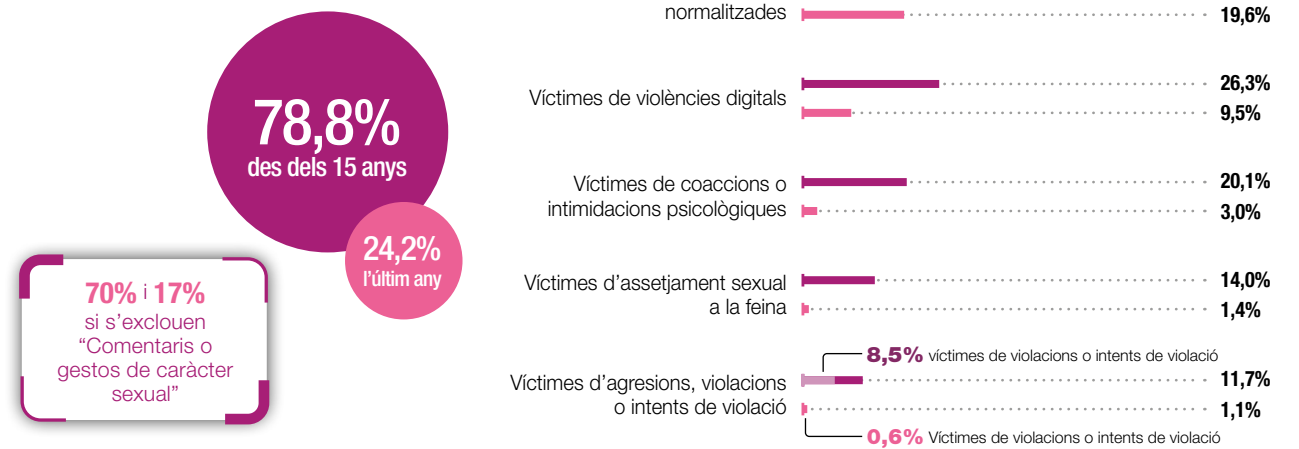 78,8%
des dels 15 anys
24,2%
l'últim any
70% i 17%
si s'exclouen
“Comentaris o
gestos de caràcter
sexual”
normalitzades
19,6%
Víctimes de violències digitals
26,3%
9,5%
Víctimes de coaccions o
intimidacions psicològiques
20,1%
3,0%
Víctimes d'assetjament sexual
a la feina
14,0%
1,4%
Víctimes d'agresions, violacions
o intents de violació
8,5% víctimes de violacions o intents de violació
11,7%
1,1%
0,6% Víctimes de violacions o intents de violació